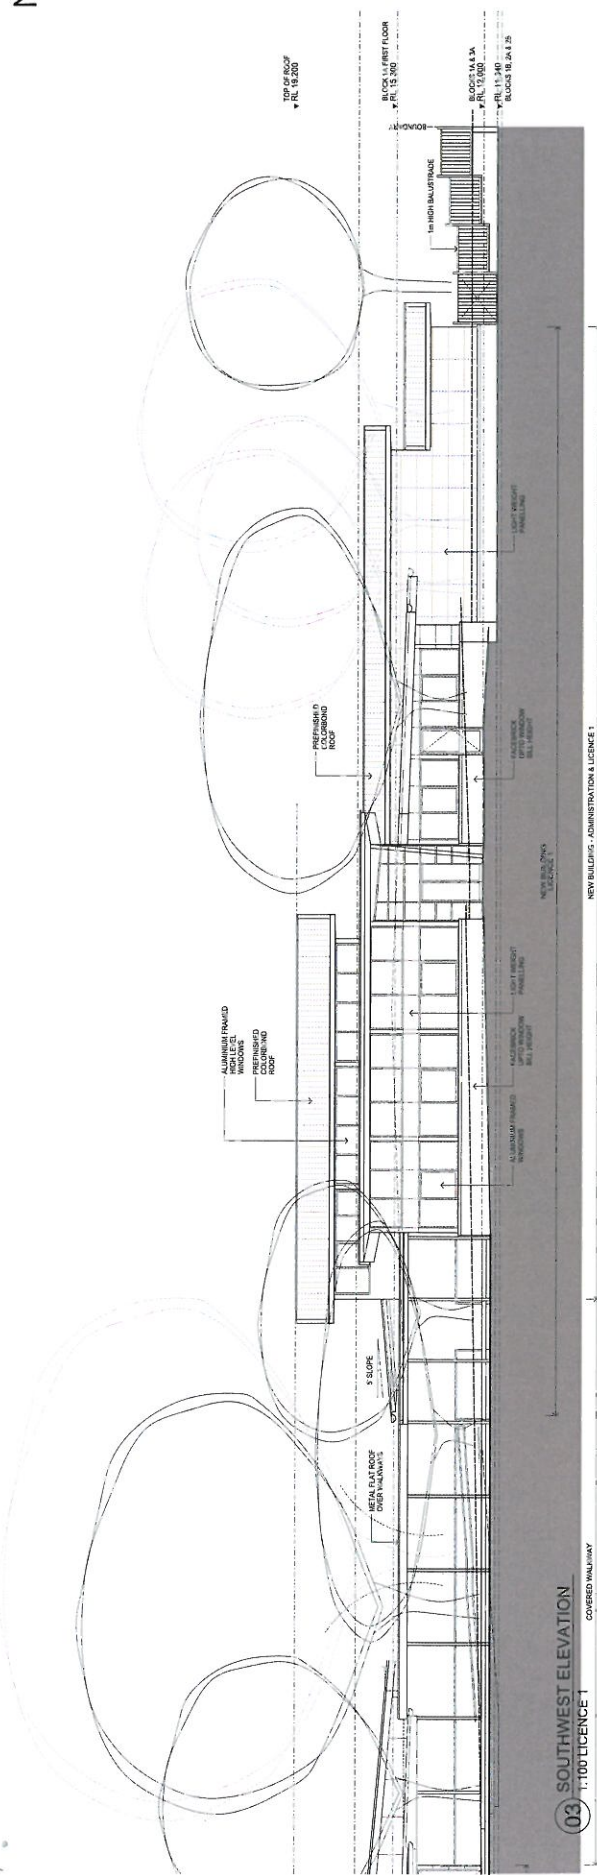 TOP OF ROOF
RL 19.200
BLOCK 1A FIRST FLOOR
RL 15.300
BLOCKS 1A & 3A
RL 12.000
RL 11.340
BLOCKS 1B, 2A & 2B
BOUNDARY
1m HIGH BALUSTRADE
LIGHT WEIGHT
PANELLING
PREFINISHED
COLORBOND
ROOF
FACEBRICK
UPTO WINDOW
SILL HEIGHT
NEW BUILDING
LICENCE 1
NEW BUILDING - ADMINISTRATION & LICENCE 1
ALUMINIUM FRAMED
HIGH LEVEL
WINDOWS
PREFINISHED
COLORBOND
ROOF
LIGHT WEIGHT
PANELLING
FACEBRICK
UPTO WINDOW
SILL HEIGHT
ALUMINIUM FRAMED
WINDOWS
5° SLOPE
METAL FLAT ROOF
OVER WALKWAYS
COVERED WALKWAY
03 SOUTHWEST ELEVATION
1:100 LICENCE 1